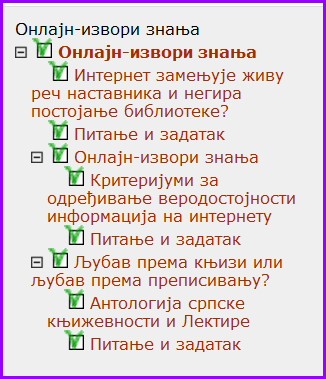 Онлајн-извори знања
Онлајн-извори знања
Интернет замењује живу
реч наставника и негира
постојање библиотеке?
Питање и задатак
Онлајн-извори знања
Критеријуми за
одређивање веродостојности
информација на интернету
Питање и задатак
Љубав према књизи или
љубав према преписивању?
Антологија српске
књижевности и Лектире
Питање и задатак